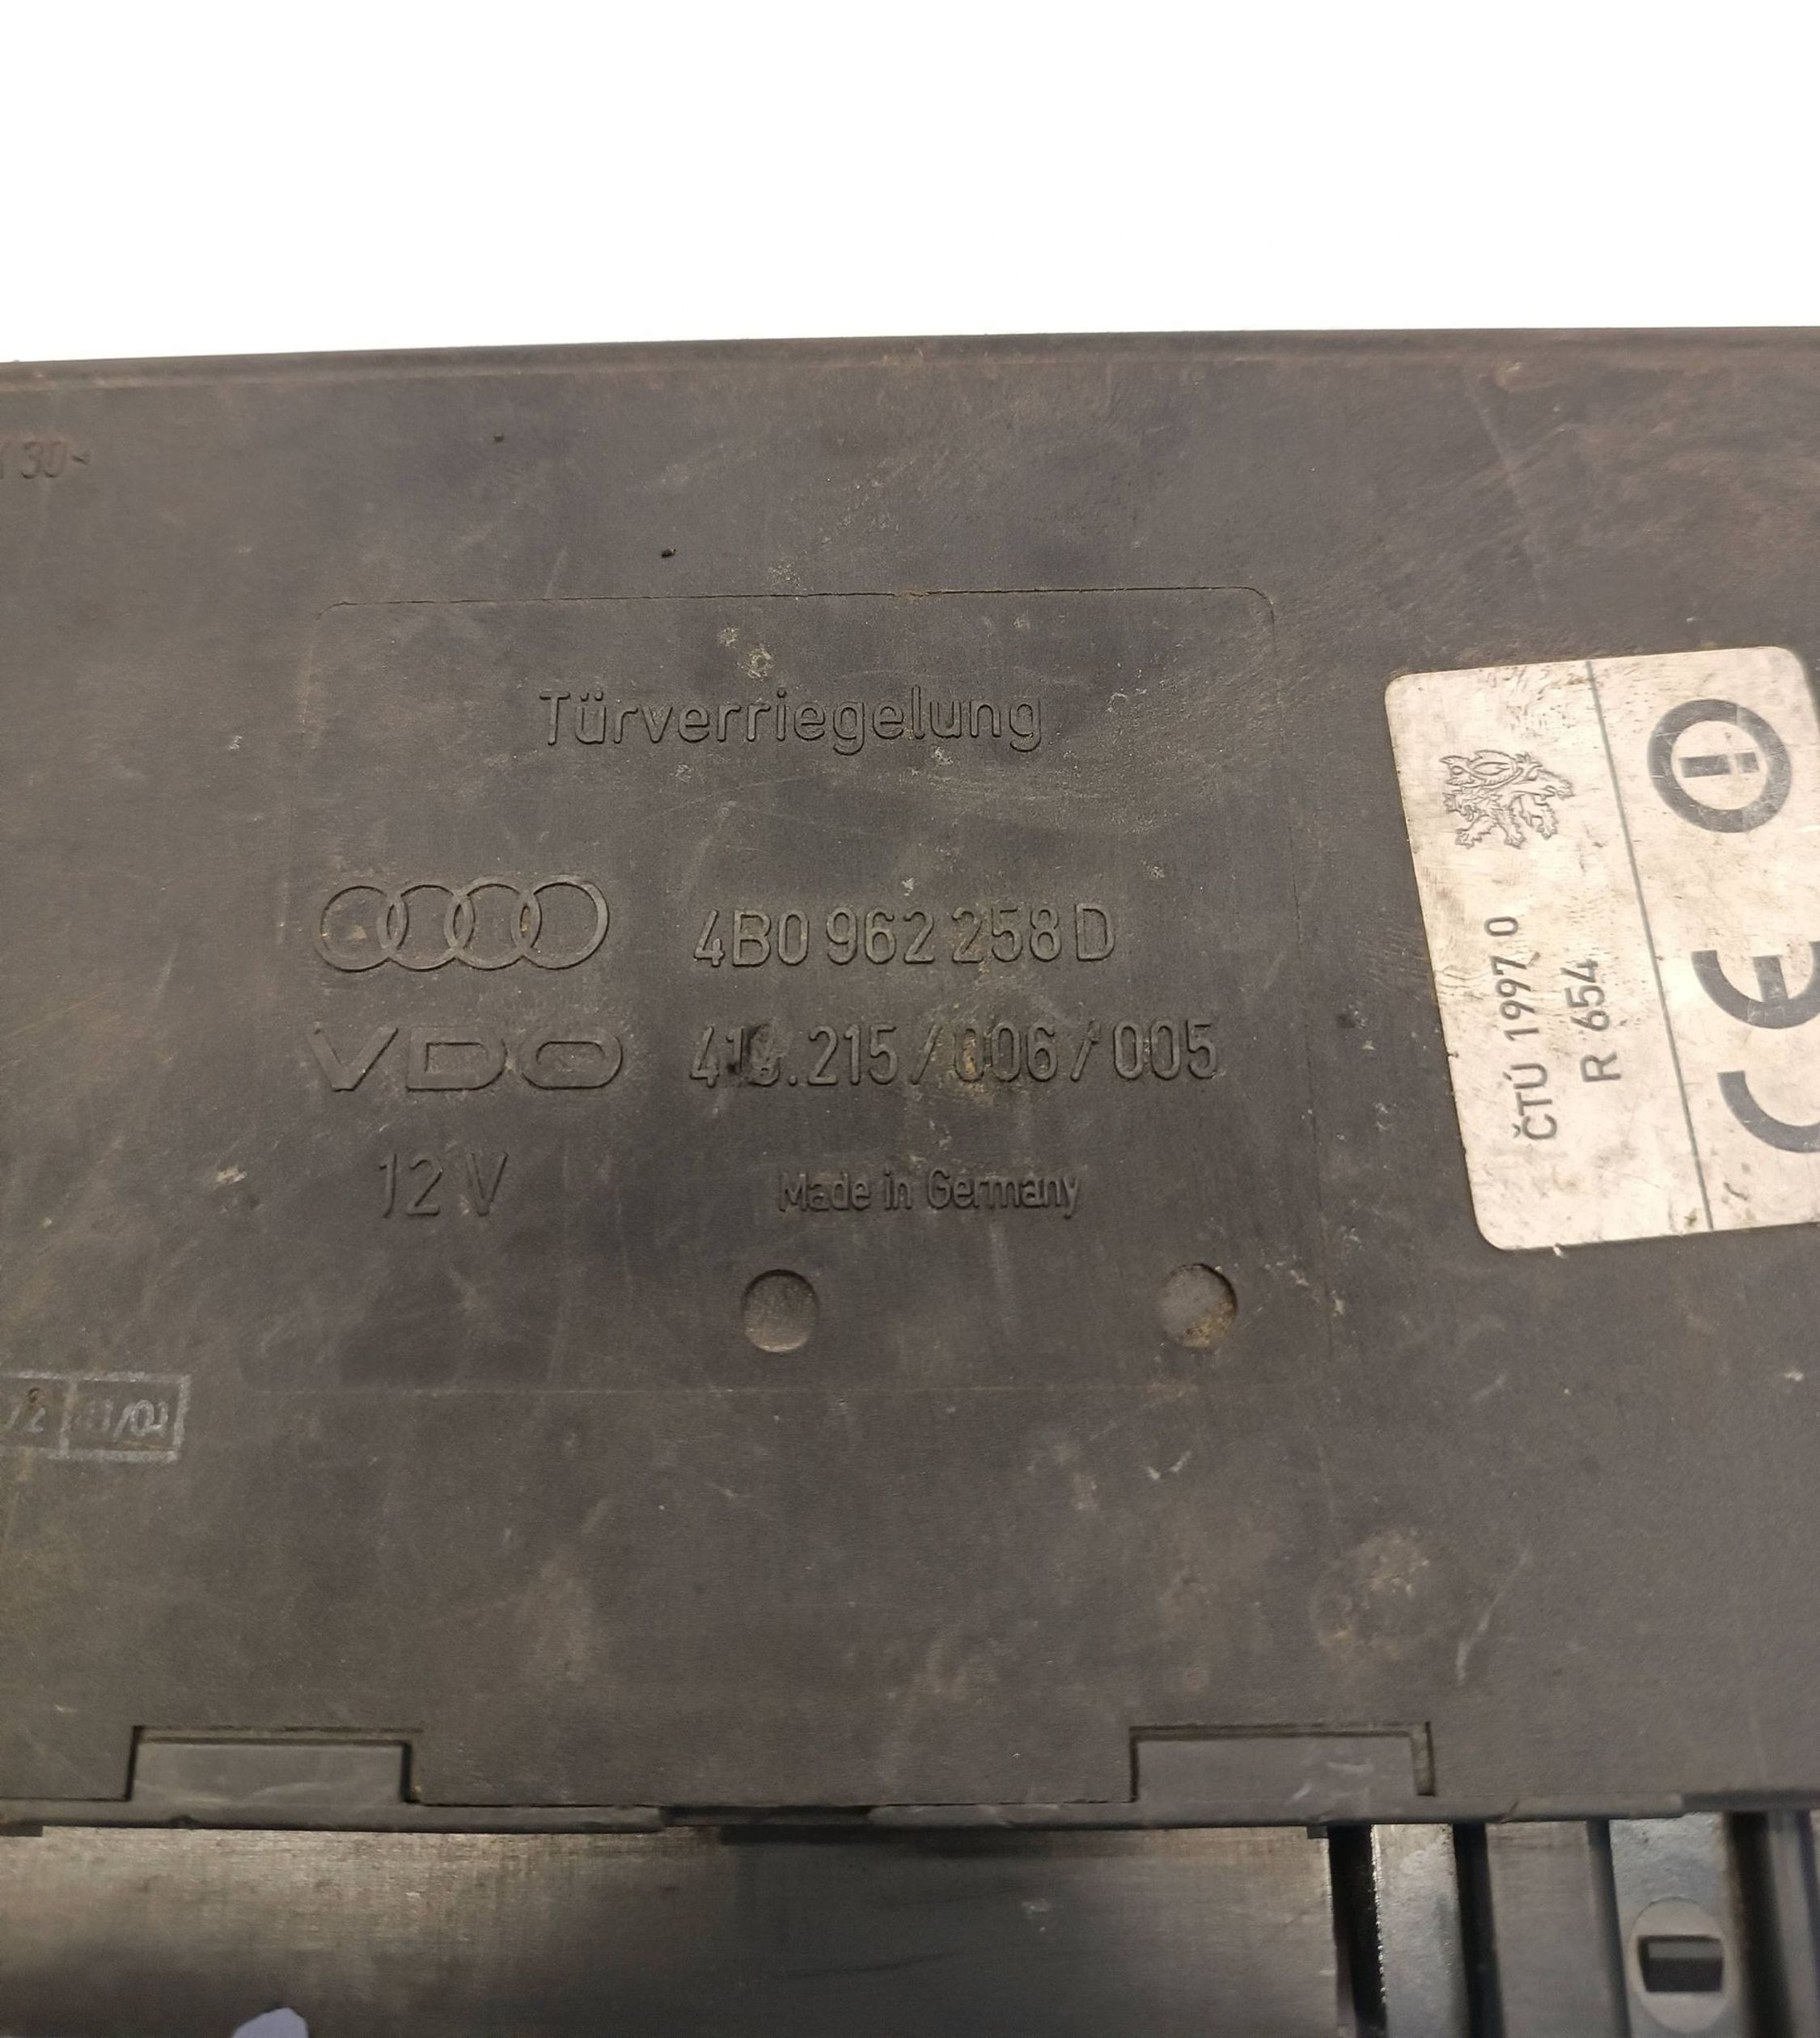 Türverriegelung
4B0 962 258 D
VDO
.215/006/005
12 V
Made in Germany
ČTÚ 1997 0
R 654
CE